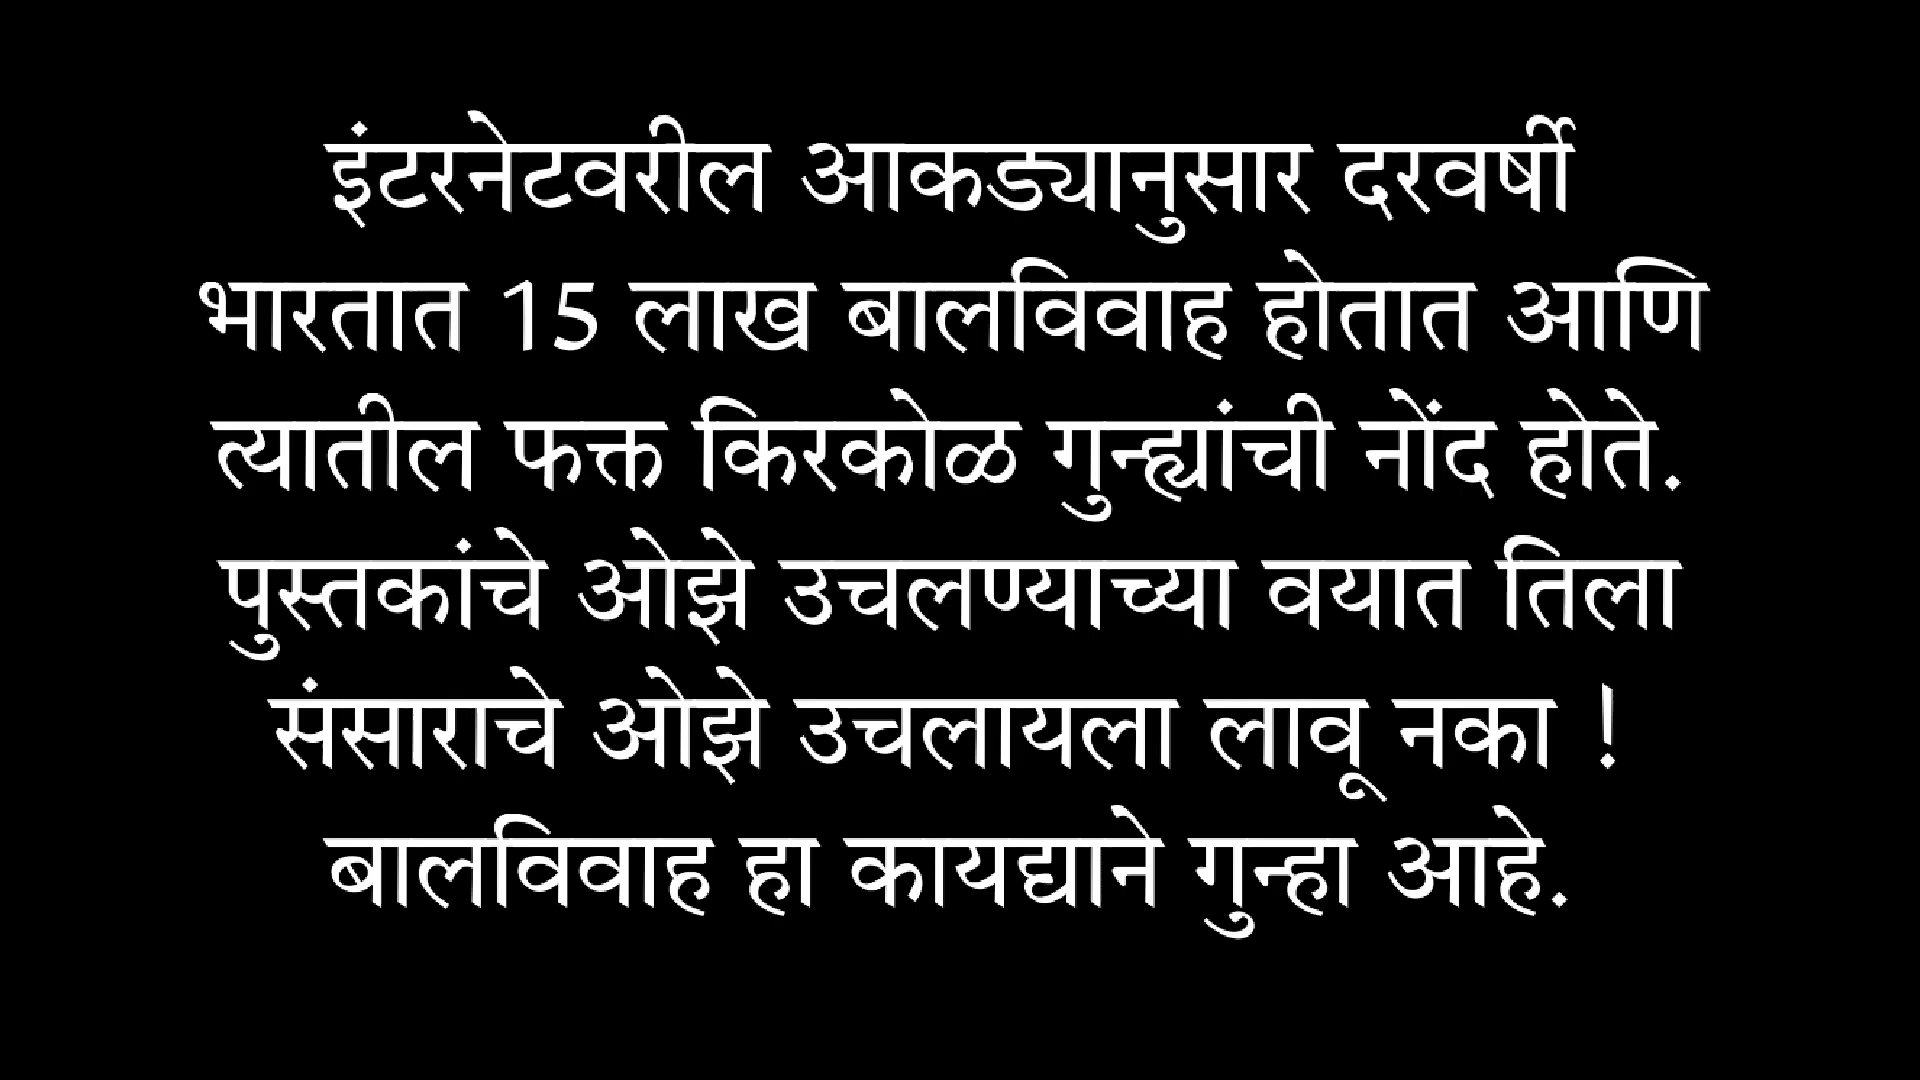 इंटरनेटवरील आकड्यानुसार दरवर्षी
भारतात 15 लाख बालविवाह होतात आणि
त्यातील फक्त किरकोळ गुन्ह्यांची नोंद होते.
पुस्तकांचे ओझे उचलण्याच्या वयात तिला
संसाराचे ओझे उचलायला लावू नका !
बालविवाह हा कायद्याने गुन्हा आहे.